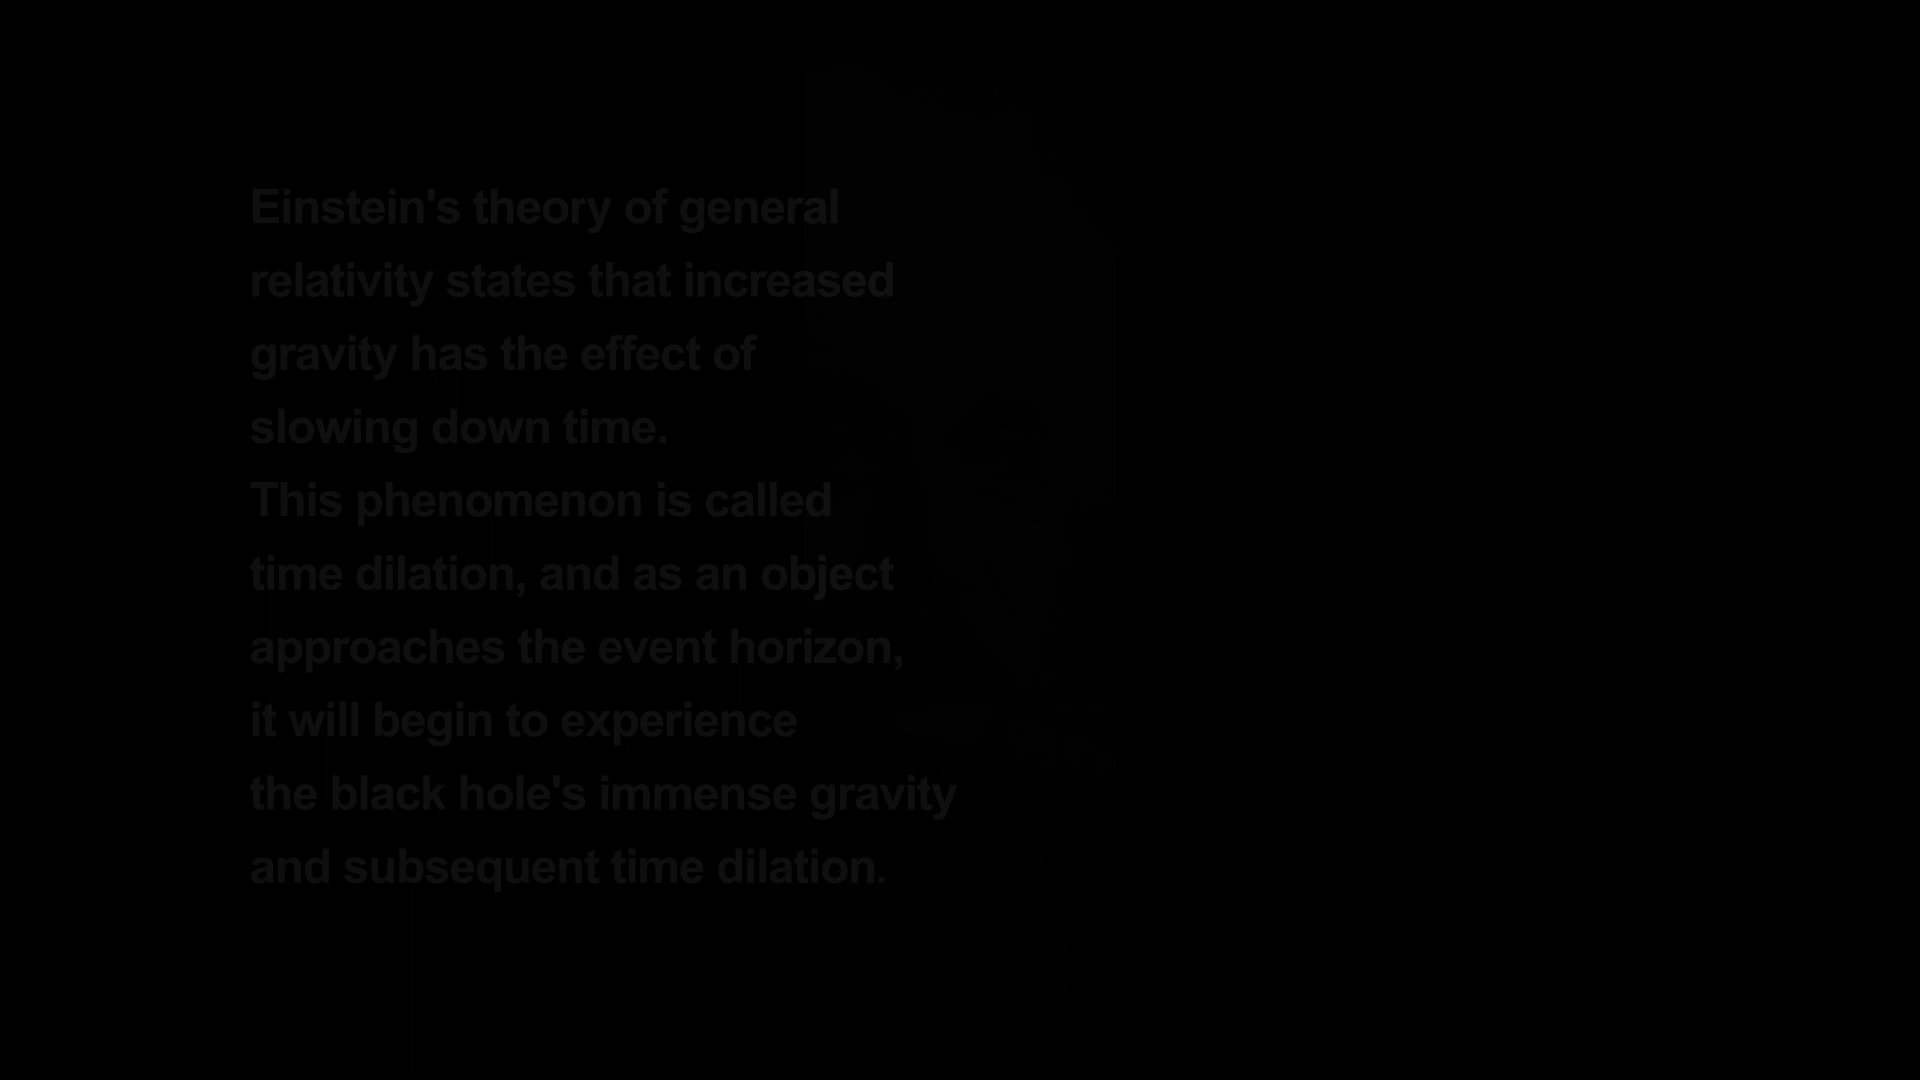 Einstein's theory of general
relativity states that increased
gravity has the effect of
slowing down time.
This phenomenon is called
time dilation, and as an object
approaches the event horizon,
it will begin to experience
the black hole's immense gravity
and subsequent time dilation.